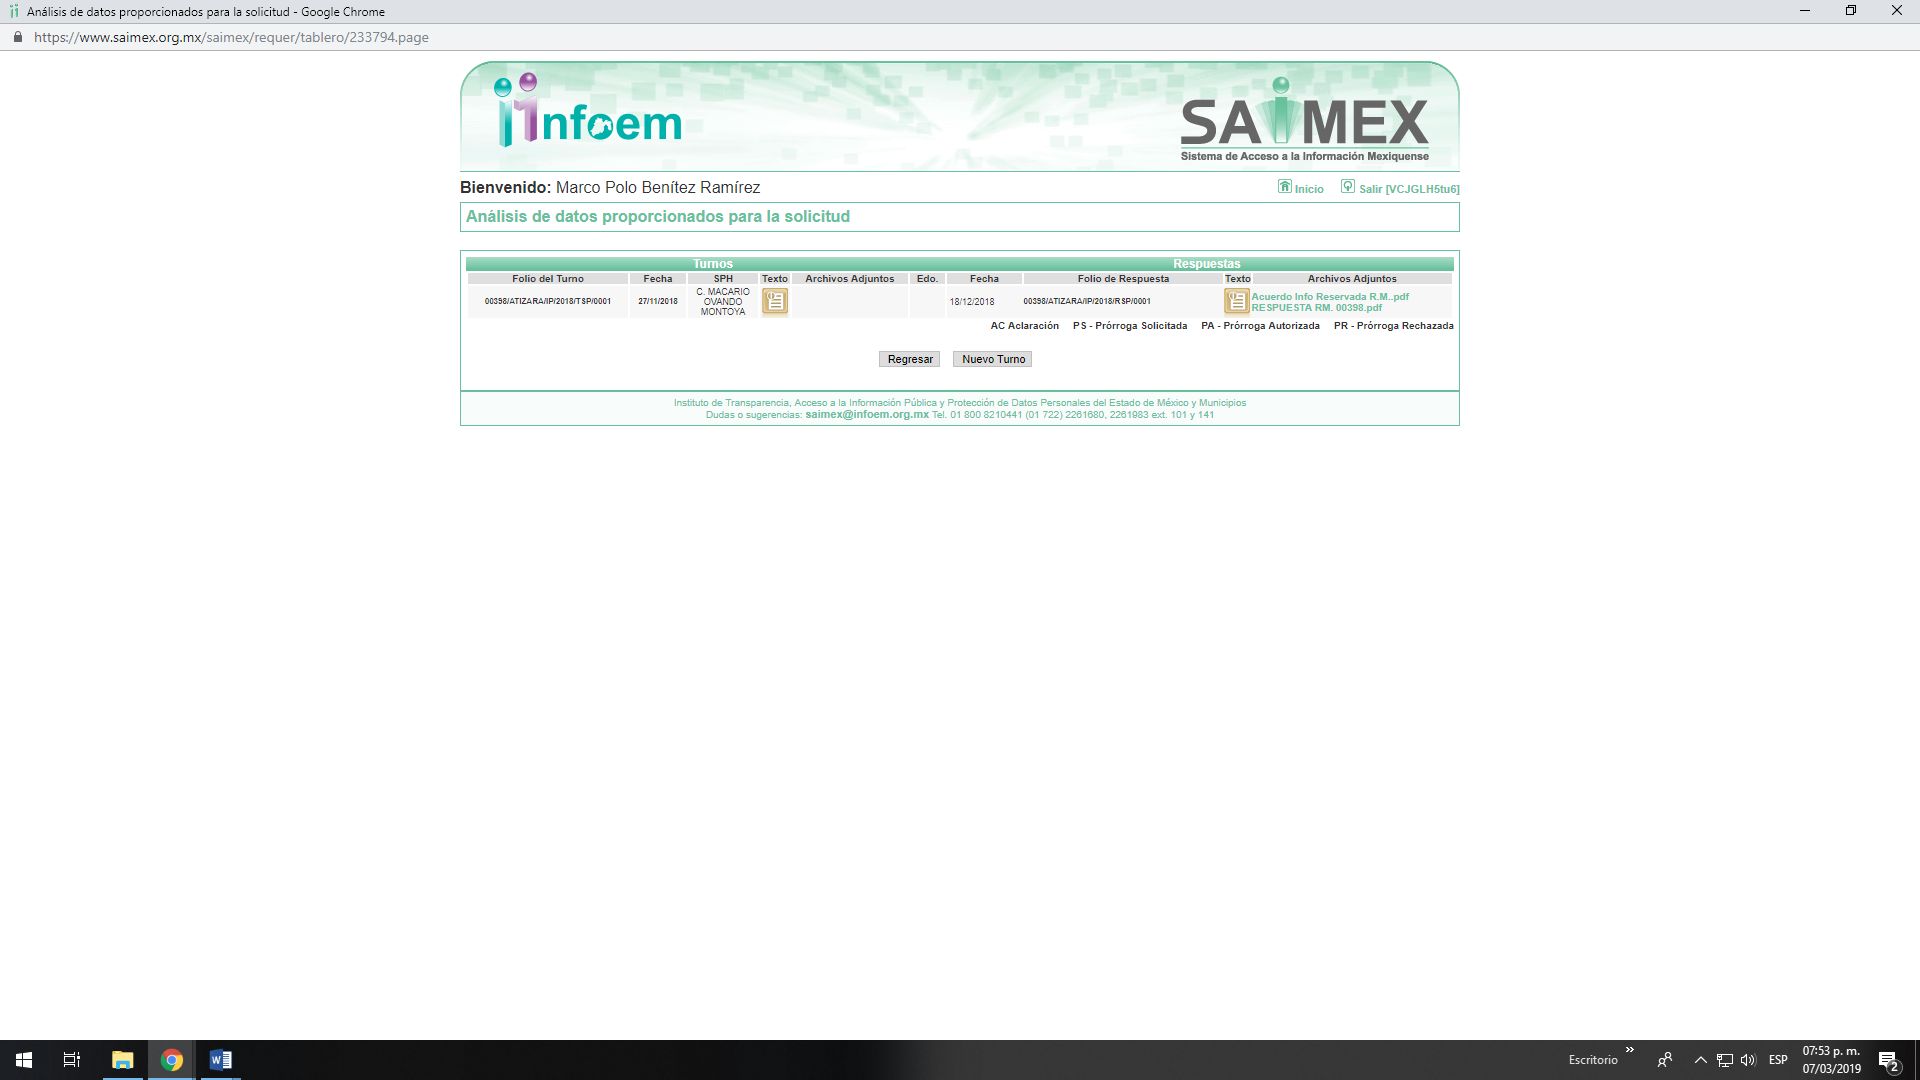 Análisis de datos proporcionados para la solicitud - Google Chrome
https://www.saimex.org.mx/saimex/requer/tablero/233794.page
infoem
SAIMEX
Sistema de Acceso a la Información Mexiquense
Bienvenido: Marco Polo Benítez Ramírez
Inicio Salir [VCJGLH5tu6]
Análisis de datos proporcionados para la solicitud
Turnos Respuestas
Folio del Turno Fecha SPH Texto Archivos Adjuntos Edo. Fecha Folio de Respuesta Texto Archivos Adjuntos
00398/ATIZARA/IP/2018/TSP/0001 27/11/2018 C. MACARIO OVANDO MONTOYA 18/12/2018 00398/ATIZARA/IP/2018/RSP/0001 Acuerdo Info Reservada R.M..pdf
RESPUESTA RM. 00398.pdf
AC Aclaración PS - Prórroga Solicitada PA - Prórroga Autorizada PR - Prórroga Rechazada
Regresar Nuevo Turno
Instituto de Transparencia, Acceso a la Información Pública y Protección de Datos Personales del Estado de México y Municipios
Dudas o sugerencias: saimex@infoem.org.mx Tel. 01 800 8210441 (01 722) 2261680, 2261983 ext. 101 y 141
Escritorio » ESP 07:53 p. m.
07/03/2019
2